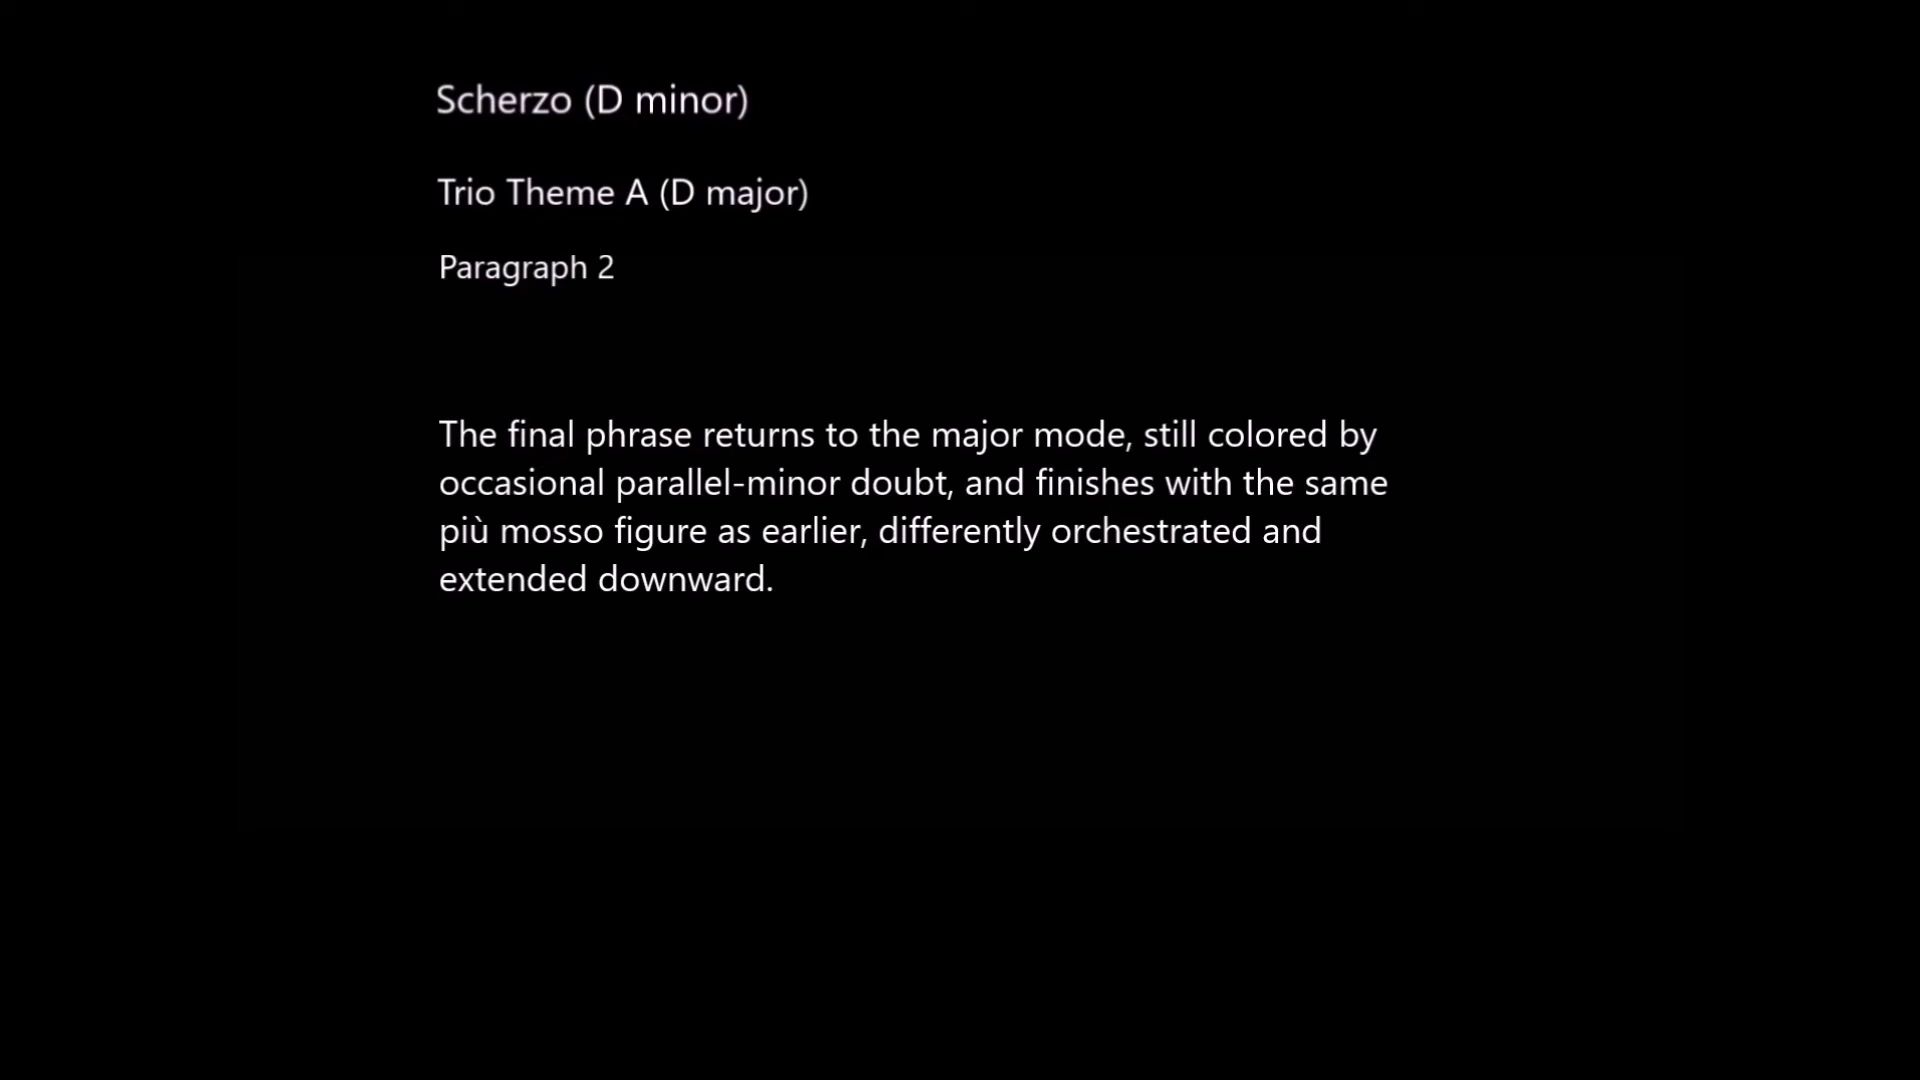 Scherzo (D minor)
Trio Theme A (D major)
Paragraph 2
The final phrase returns to the major mode, still colored by
occasional parallel-minor doubt, and finishes with the same
più mosso figure as earlier, differently orchestrated and
extended downward.